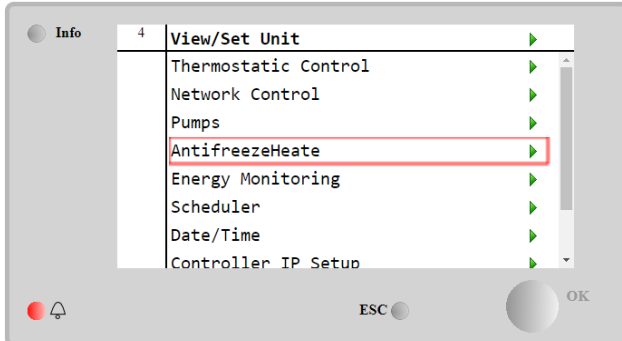 Info
4 View/Set Unit
Thermostatic Control
Network Control
Pumps
AntifreezeHeate
Energy Monitoring
Scheduler
Date/Time
Controller IP Setup
ESC
OK